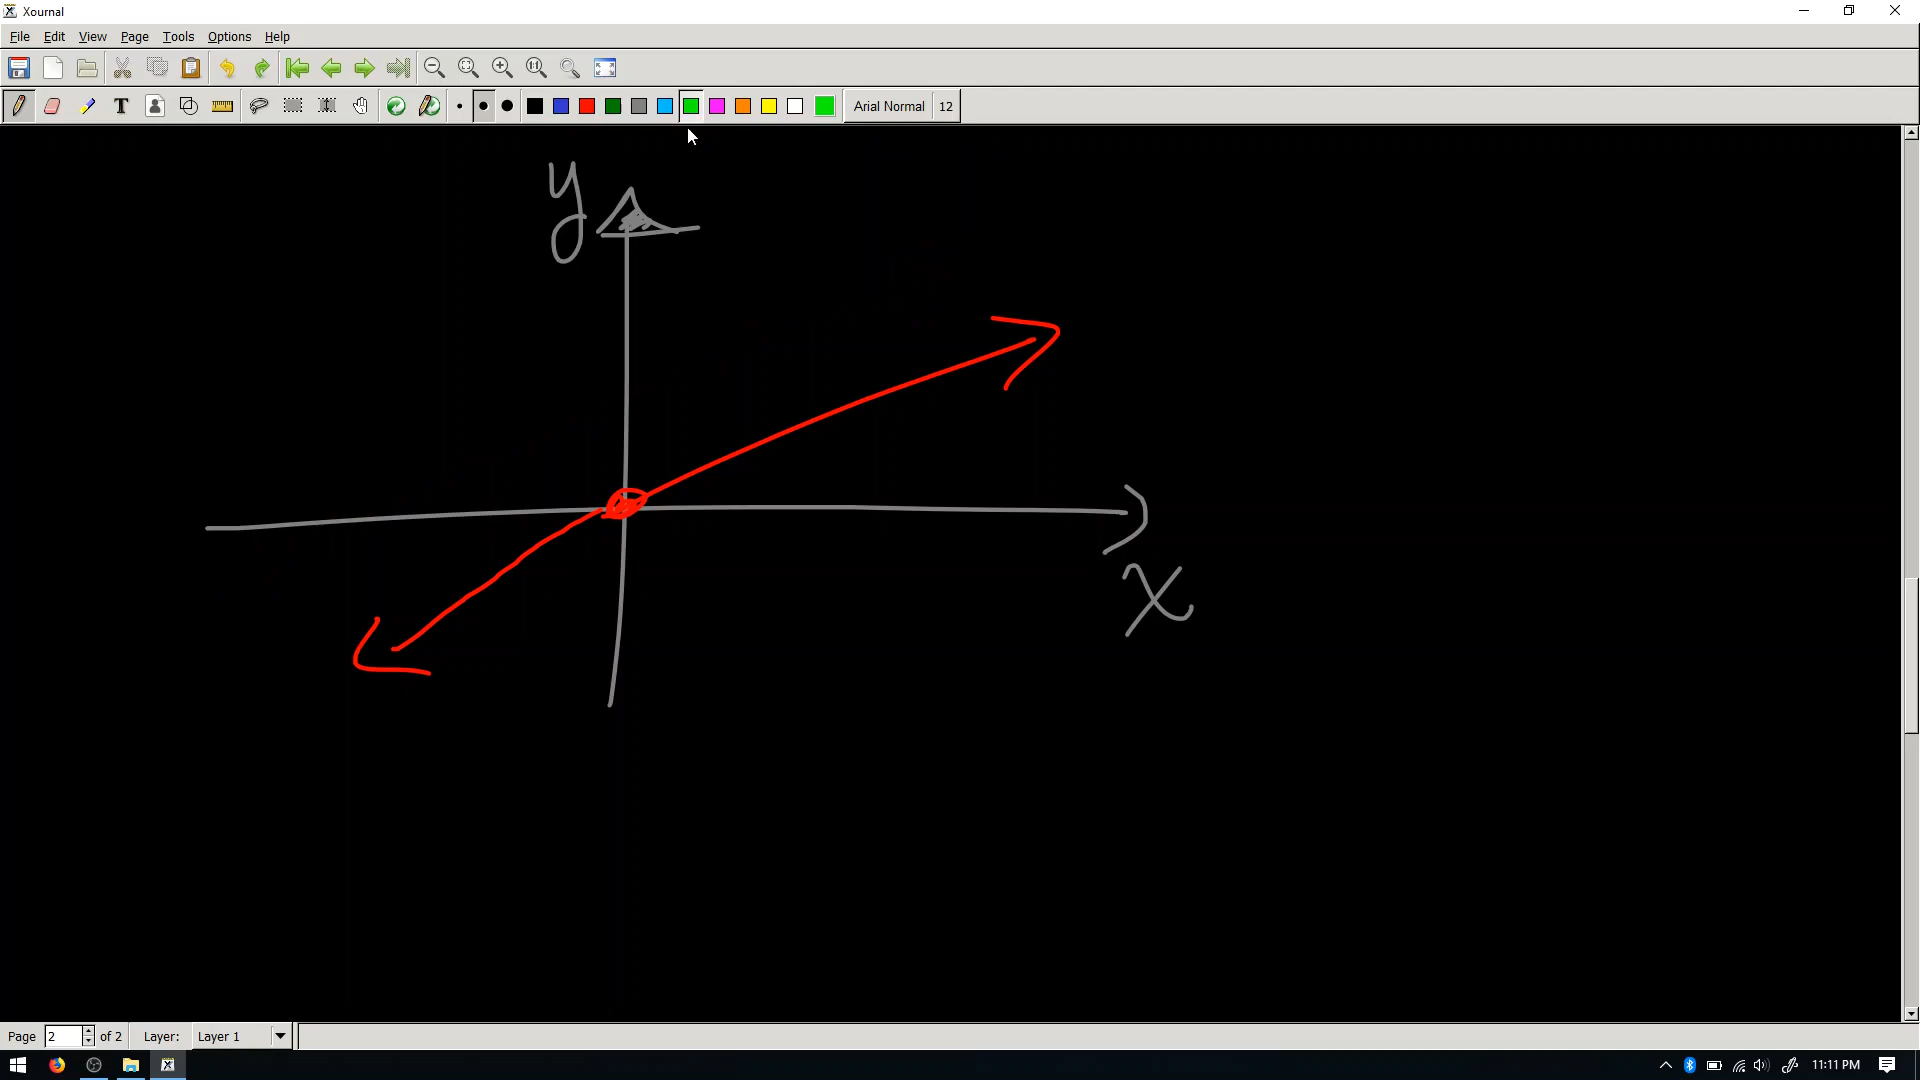 Xournal
File Edit View Page Tools Options Help
T Arial Normal 12
y
x
Page 2 of 2 Layer: Layer 1
11:11 PM